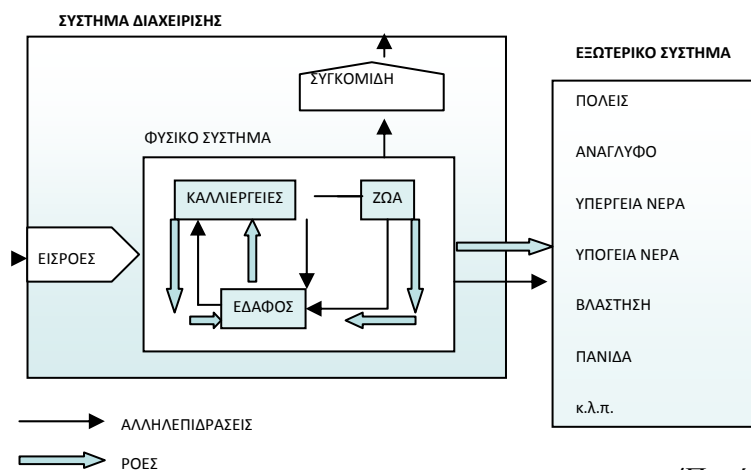 ΣΥΣΤΗΜΑ ΔΙΑΧΕΙΡΙΣΗΣ
ΕΞΩΤΕΡΙΚΟ ΣΥΣΤΗΜΑ
ΣΥΓΚΟΜΙΔΗ
ΦΥΣΙΚΟ ΣΥΣΤΗΜΑ
ΚΑΛΛΙΕΡΓΕΙΕΣ
ΖΩΑ
ΕΙΣΡΟΕΣ
ΕΔΑΦΟΣ
ΠΟΛΕΙΣ
ΑΝΑΓΛΥΦΟ
ΥΠΕΡΓΕΙΑ ΝΕΡΑ
ΥΠΟΓΕΙΑ ΝΕΡΑ
ΒΛΑΣΤΗΣΗ
ΠΑΝΙΔΑ
κ.λ.π.
ΑΛΛΗΛΕΠΙΔΡΑΣΕΙΣ
ΡΟΕΣ